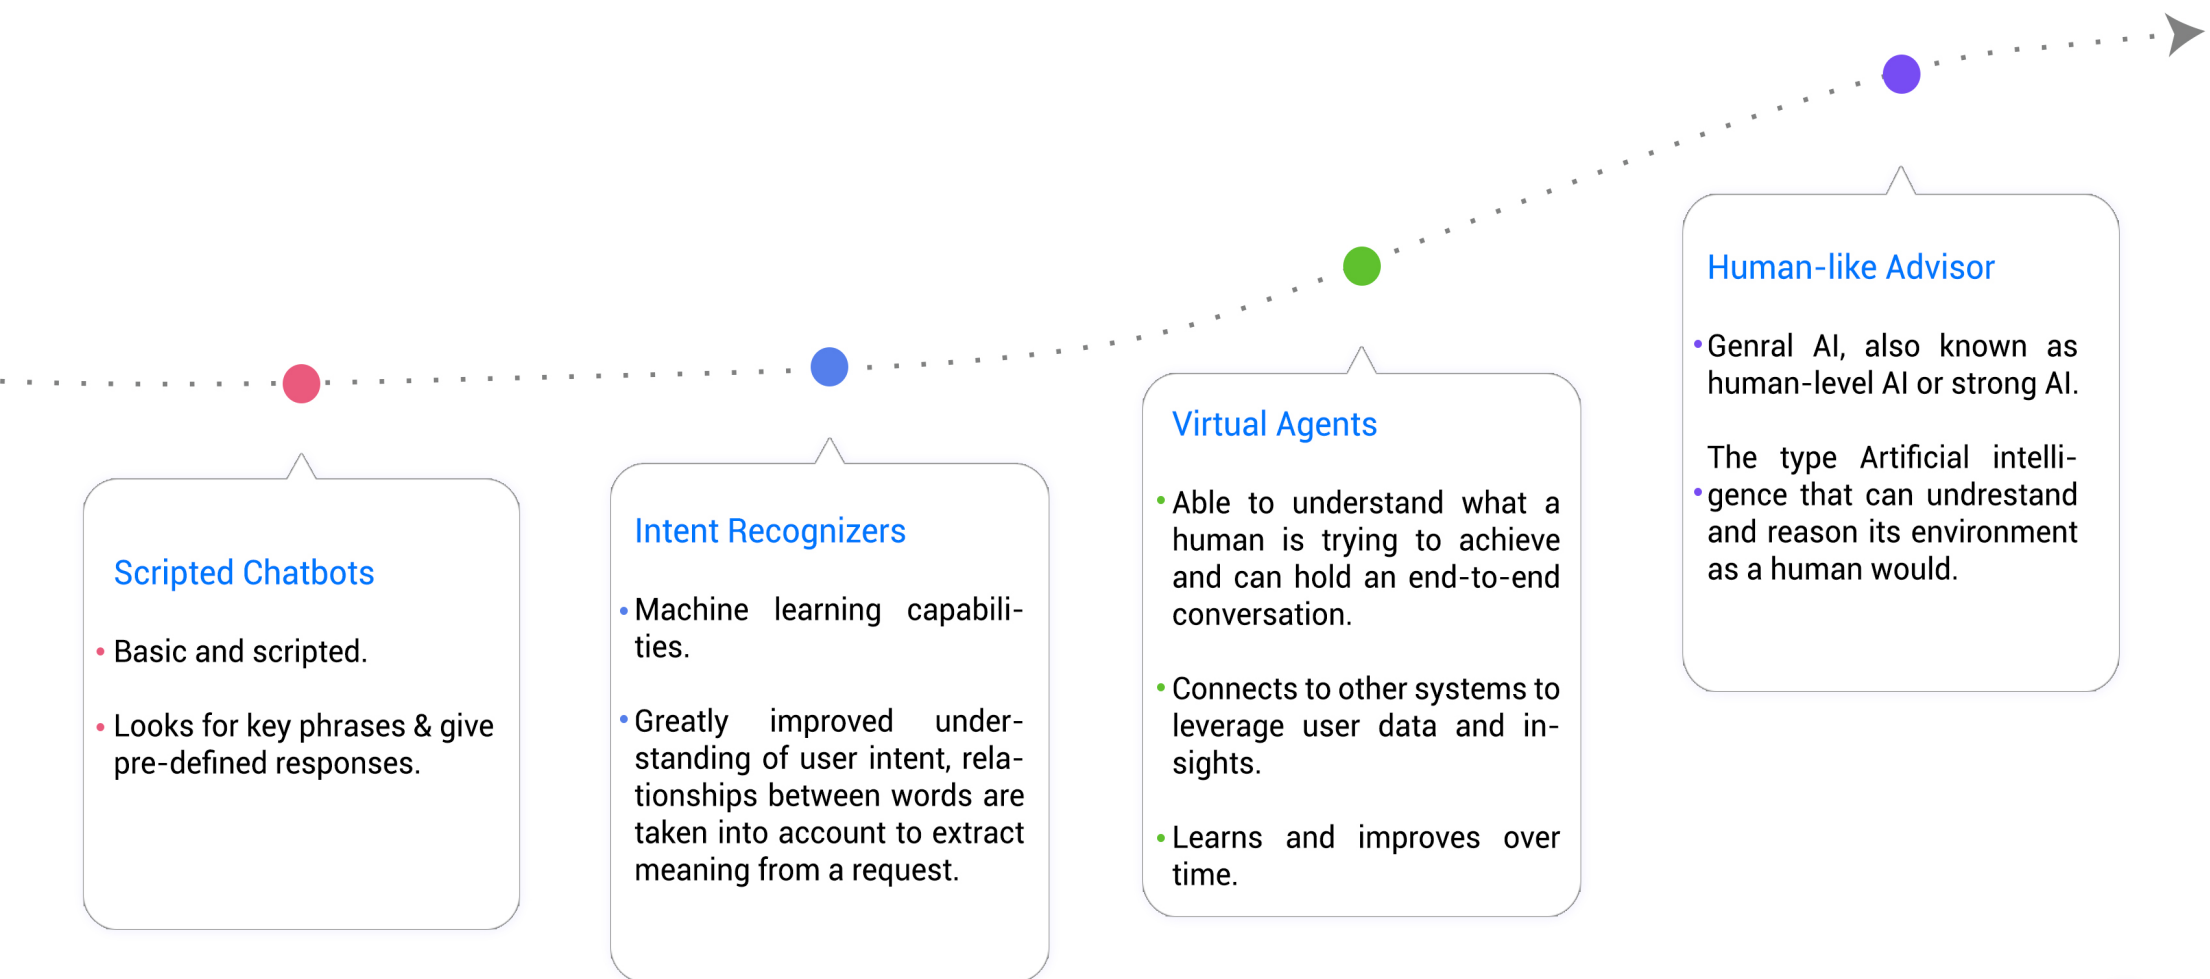 Scripted Chatbots
Basic and scripted.
Looks for key phrases & give
pre-defined responses.
Intent Recognizers
Machine learning capabili-
ties.
Greatly improved under-
standing of user intent, rela-
tionships between words are
taken into account to extract
meaning from a request.
Virtual Agents
Able to understand what a
human is trying to achieve
and can hold an end-to-end
conversation.
Connects to other systems to
leverage user data and in-
sights.
Learns and improves over
time.
Human-like Advisor
Genral AI, also known as
human-level AI or strong AI.
The type Artificial intelli-
gence that can undrestand
and reason its environment
as a human would.